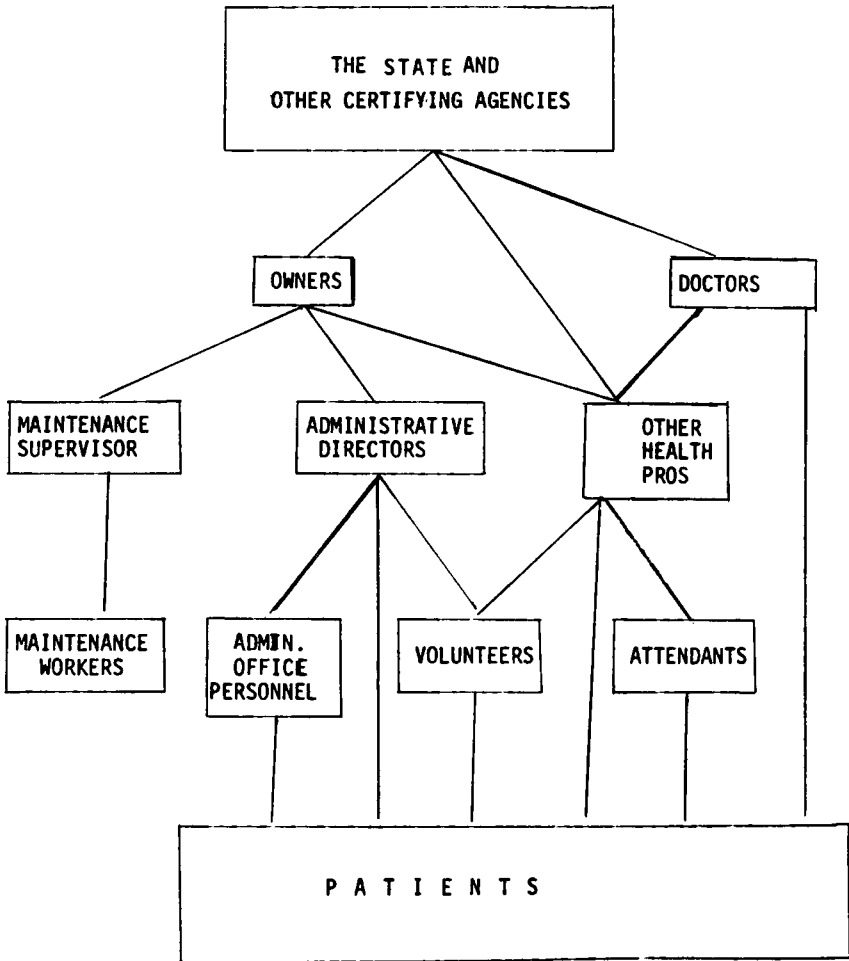 THE STATE AND
OTHER CERTIFYING AGENCIES
OWNERS
DOCTORS
MAINTENANCE
SUPERVISOR
ADMINISTRATIVE
DIRECTORS
OTHER
HEALTH
PROS
MAINTENANCE
WORKERS
ADMIN.
OFFICE
PERSONNEL
VOLUNTEERS
ATTENDANTS
PATIENTS